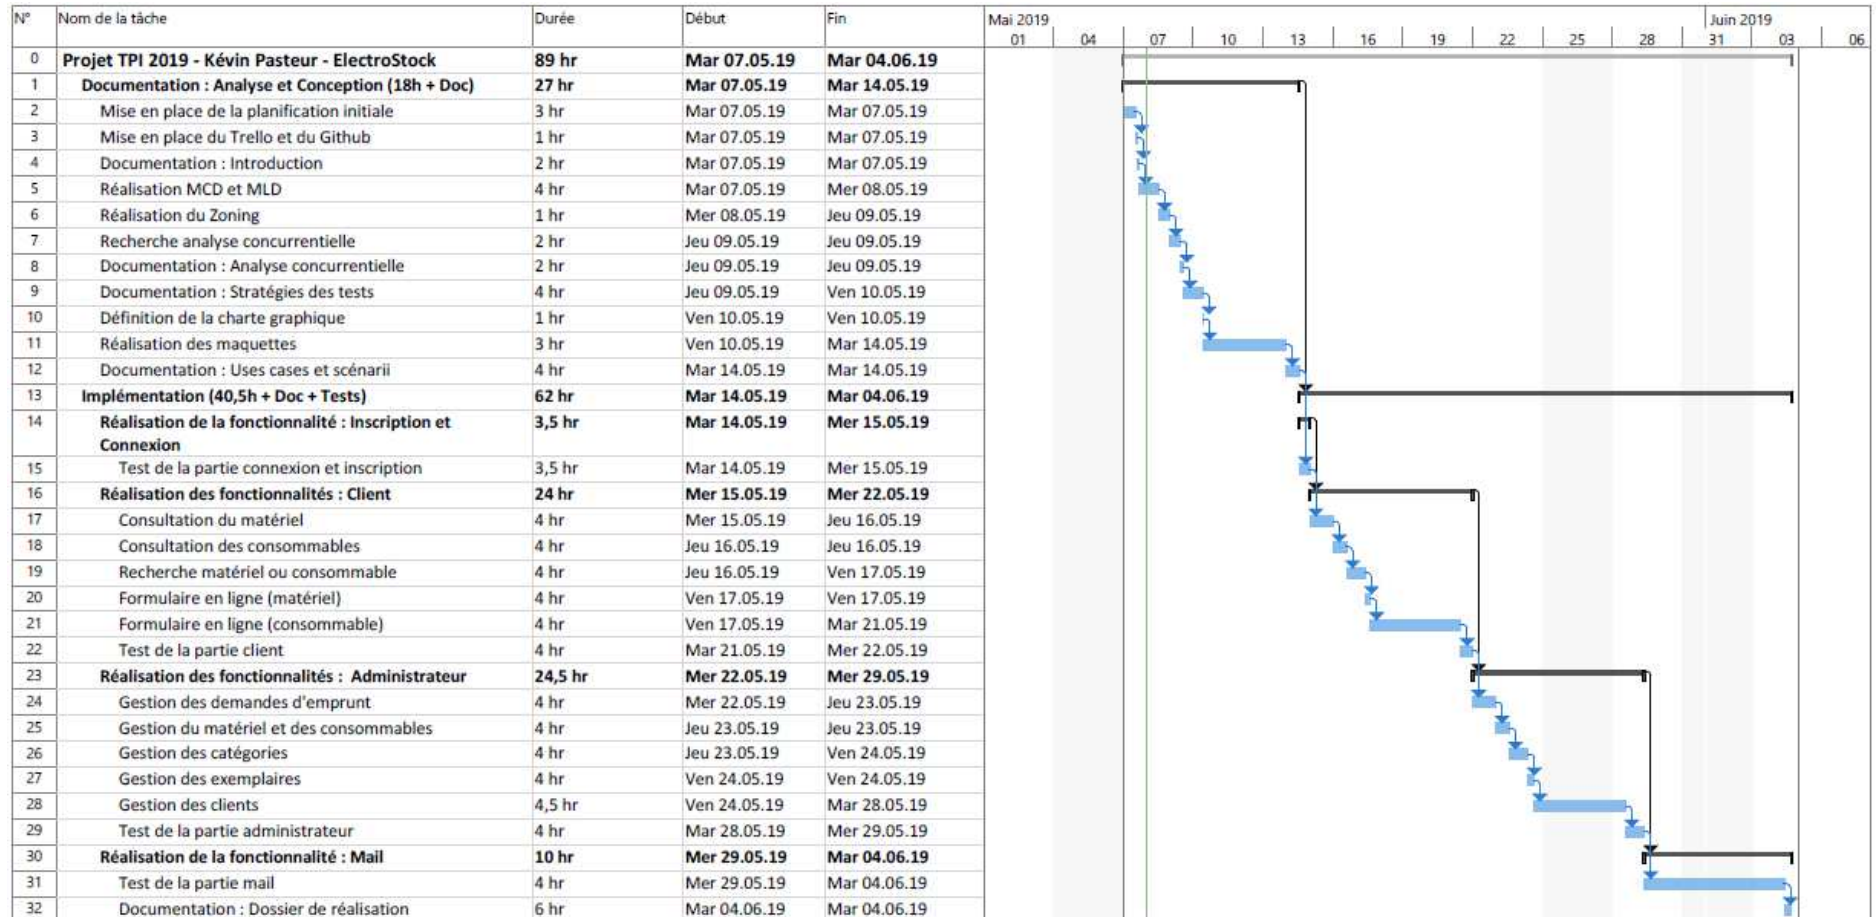 N° Nom de la tâche Durée Début Fin Mai 2019 Juin 2019
01 04 07 10 13 16 19 22 25 28 31 03 06
0 Projet TPI 2019 - Kévin Pasteur - ElectroStock 89 hr Mar 07.05.19 Mar 04.06.19
1 Documentation : Analyse et Conception (18h + Doc) 27 hr Mar 07.05.19 Mar 14.05.19
2 Mise en place de la planification initiale 3 hr Mar 07.05.19 Mar 07.05.19
3 Mise en place du Trello et du Github 1 hr Mar 07.05.19 Mar 07.05.19
4 Documentation : Introduction 2 hr Mar 07.05.19 Mar 07.05.19
5 Réalisation MCD et MLD 4 hr Mar 07.05.19 Mer 08.05.19
6 Réalisation du Zoning 1 hr Mer 08.05.19 Jeu 09.05.19
7 Recherche analyse concurrentielle 2 hr Jeu 09.05.19 Jeu 09.05.19
8 Documentation : Analyse concurrentielle 2 hr Jeu 09.05.19 Jeu 09.05.19
9 Documentation : Stratégies des tests 4 hr Jeu 09.05.19 Ven 10.05.19
10 Définition de la charte graphique 1 hr Ven 10.05.19 Ven 10.05.19
11 Réalisation des maquettes 3 hr Ven 10.05.19 Mar 14.05.19
12 Documentation : Uses cases et scénarii 4 hr Mar 14.05.19 Mar 14.05.19
13 Implémentation (40,5h + Doc + Tests) 62 hr Mar 14.05.19 Mar 04.06.19
14 Réalisation de la fonctionnalité : Inscription et 3,5 hr Mar 14.05.19 Mer 15.05.19
Connexion
15 Test de la partie connexion et inscription 3,5 hr Mar 14.05.19 Mer 15.05.19
16 Réalisation des fonctionnalités : Client 24 hr Mer 15.05.19 Mer 22.05.19
17 Consultation du matériel 4 hr Mer 15.05.19 Jeu 16.05.19
18 Consultation des consommables 4 hr Jeu 16.05.19 Jeu 16.05.19
19 Recherche matériel ou consommable 4 hr Jeu 16.05.19 Ven 17.05.19
20 Formulaire en ligne (matériel) 4 hr Ven 17.05.19 Ven 17.05.19
21 Formulaire en ligne (consommable) 4 hr Ven 17.05.19 Mar 21.05.19
22 Test de la partie client 4 hr Mar 21.05.19 Mer 22.05.19
23 Réalisation des fonctionnalités : Administrateur 24,5 hr Mer 22.05.19 Mer 29.05.19
24 Gestion des demandes d'emprunt 4 hr Mer 22.05.19 Jeu 23.05.19
25 Gestion du matériel et des consommables 4 hr Jeu 23.05.19 Jeu 23.05.19
26 Gestion des catégories 4 hr Jeu 23.05.19 Ven 24.05.19
27 Gestion des exemplaires 4 hr Ven 24.05.19 Ven 24.05.19
28 Gestion des clients 4,5 hr Ven 24.05.19 Mar 28.05.19
29 Test de la partie administrateur 4 hr Mar 28.05.19 Mer 29.05.19
30 Réalisation de la fonctionnalité : Mail 10 hr Mer 29.05.19 Mar 04.06.19
31 Test de la partie mail 4 hr Mer 29.05.19 Mar 04.06.19
32 Documentation : Dossier de réalisation 6 hr Mar 04.06.19 Mar 04.06.19